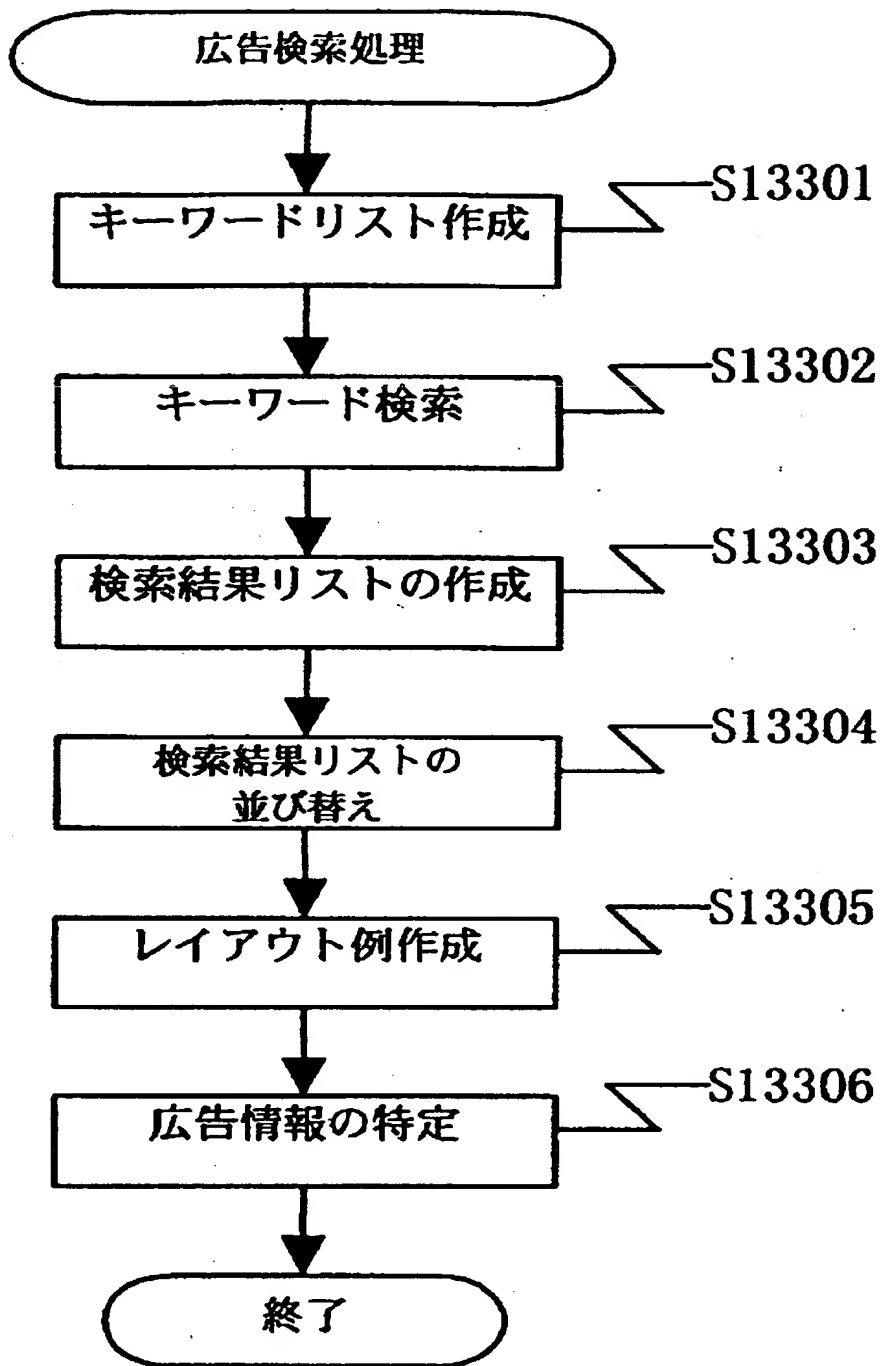 広告検索処理
キーワードリスト作成
S13301
キーワード検索
S13302
検索結果リストの作成
S13303
検索結果リストの
並び替え
S13304
レイアウト例作成
S13305
広告情報の特定
S13306
終了